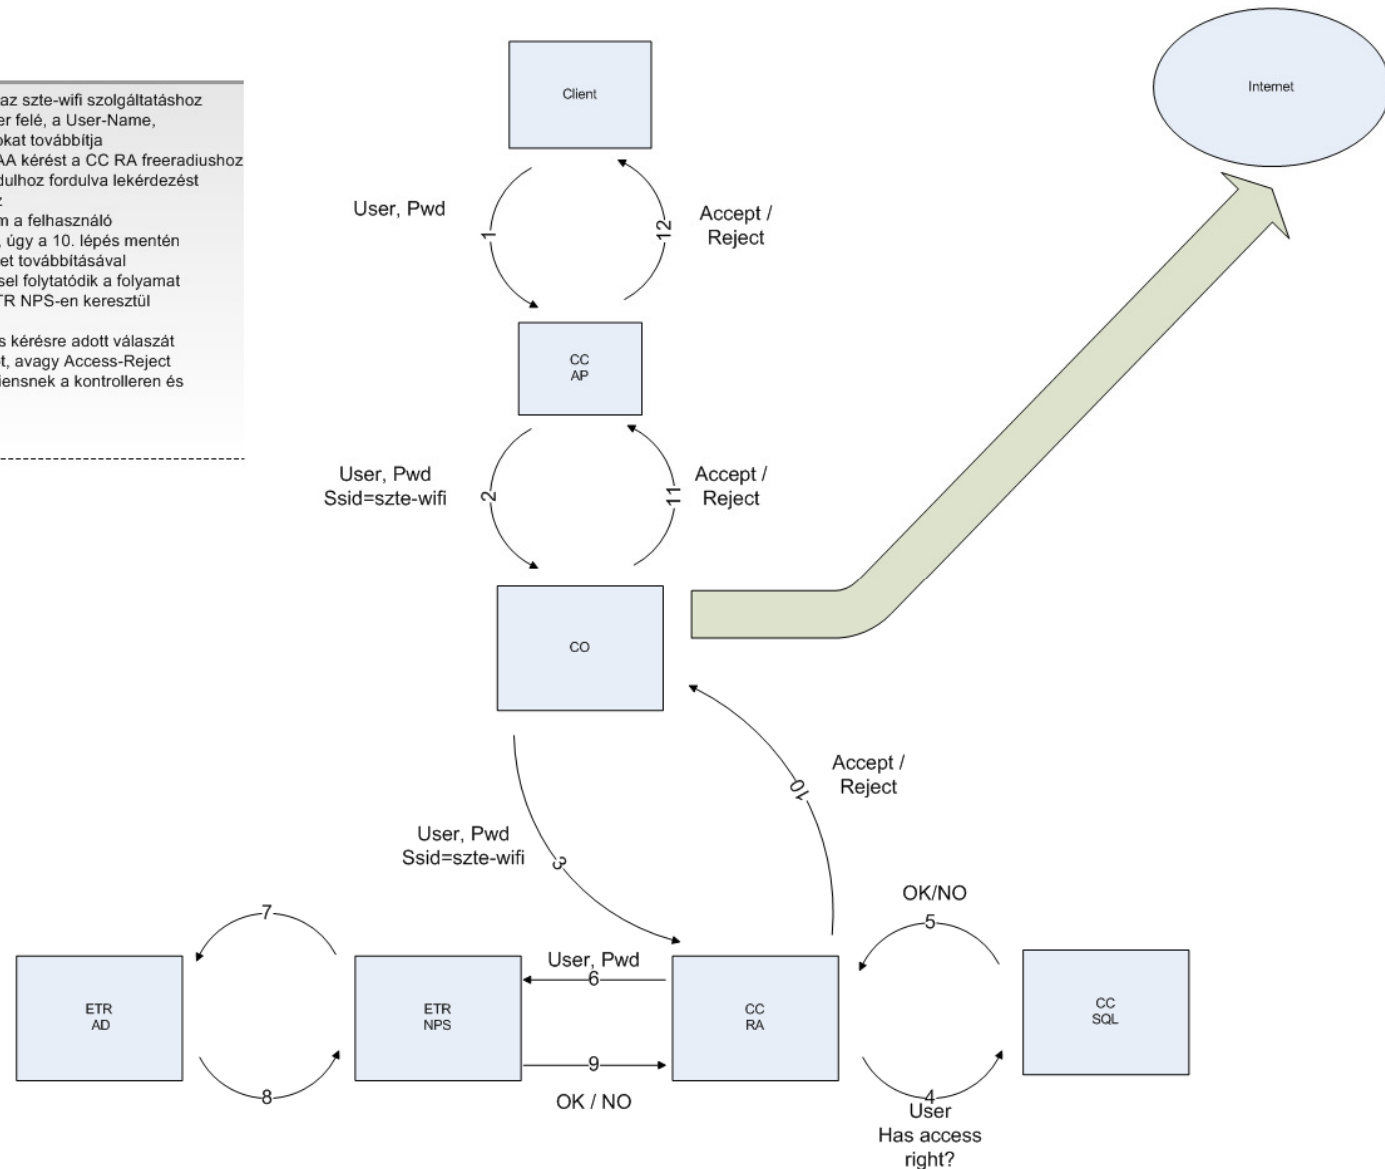 az szte-wifi szolgáltatáshoz
er felé, a User-Name,
okat továbbítja
AA kérést a CC RA freeradiushoz
dulhoz fordulva lekérdezést
z
m a felhasználó
, úgy a 10. lépés mentén
et továbbításával
sel folytatódik a folyamat
TR NPS-en keresztül
s kérésre adott válaszát
t, avagy Access-Reject
iensnek a kontrolleren és
Client
Internet
User, Pwd
1
12
Accept /
Reject
CC
AP
User, Pwd
Ssid=szte-wifi
2
11
Accept /
Reject
CO
User, Pwd
Ssid=szte-wifi
3
10
Accept /
Reject
OK/NO
5
7
User, Pwd
6
ETR
AD
ETR
NPS
CC
RA
CC
SQL
8
9
OK / NO
4
User
Has access
right?